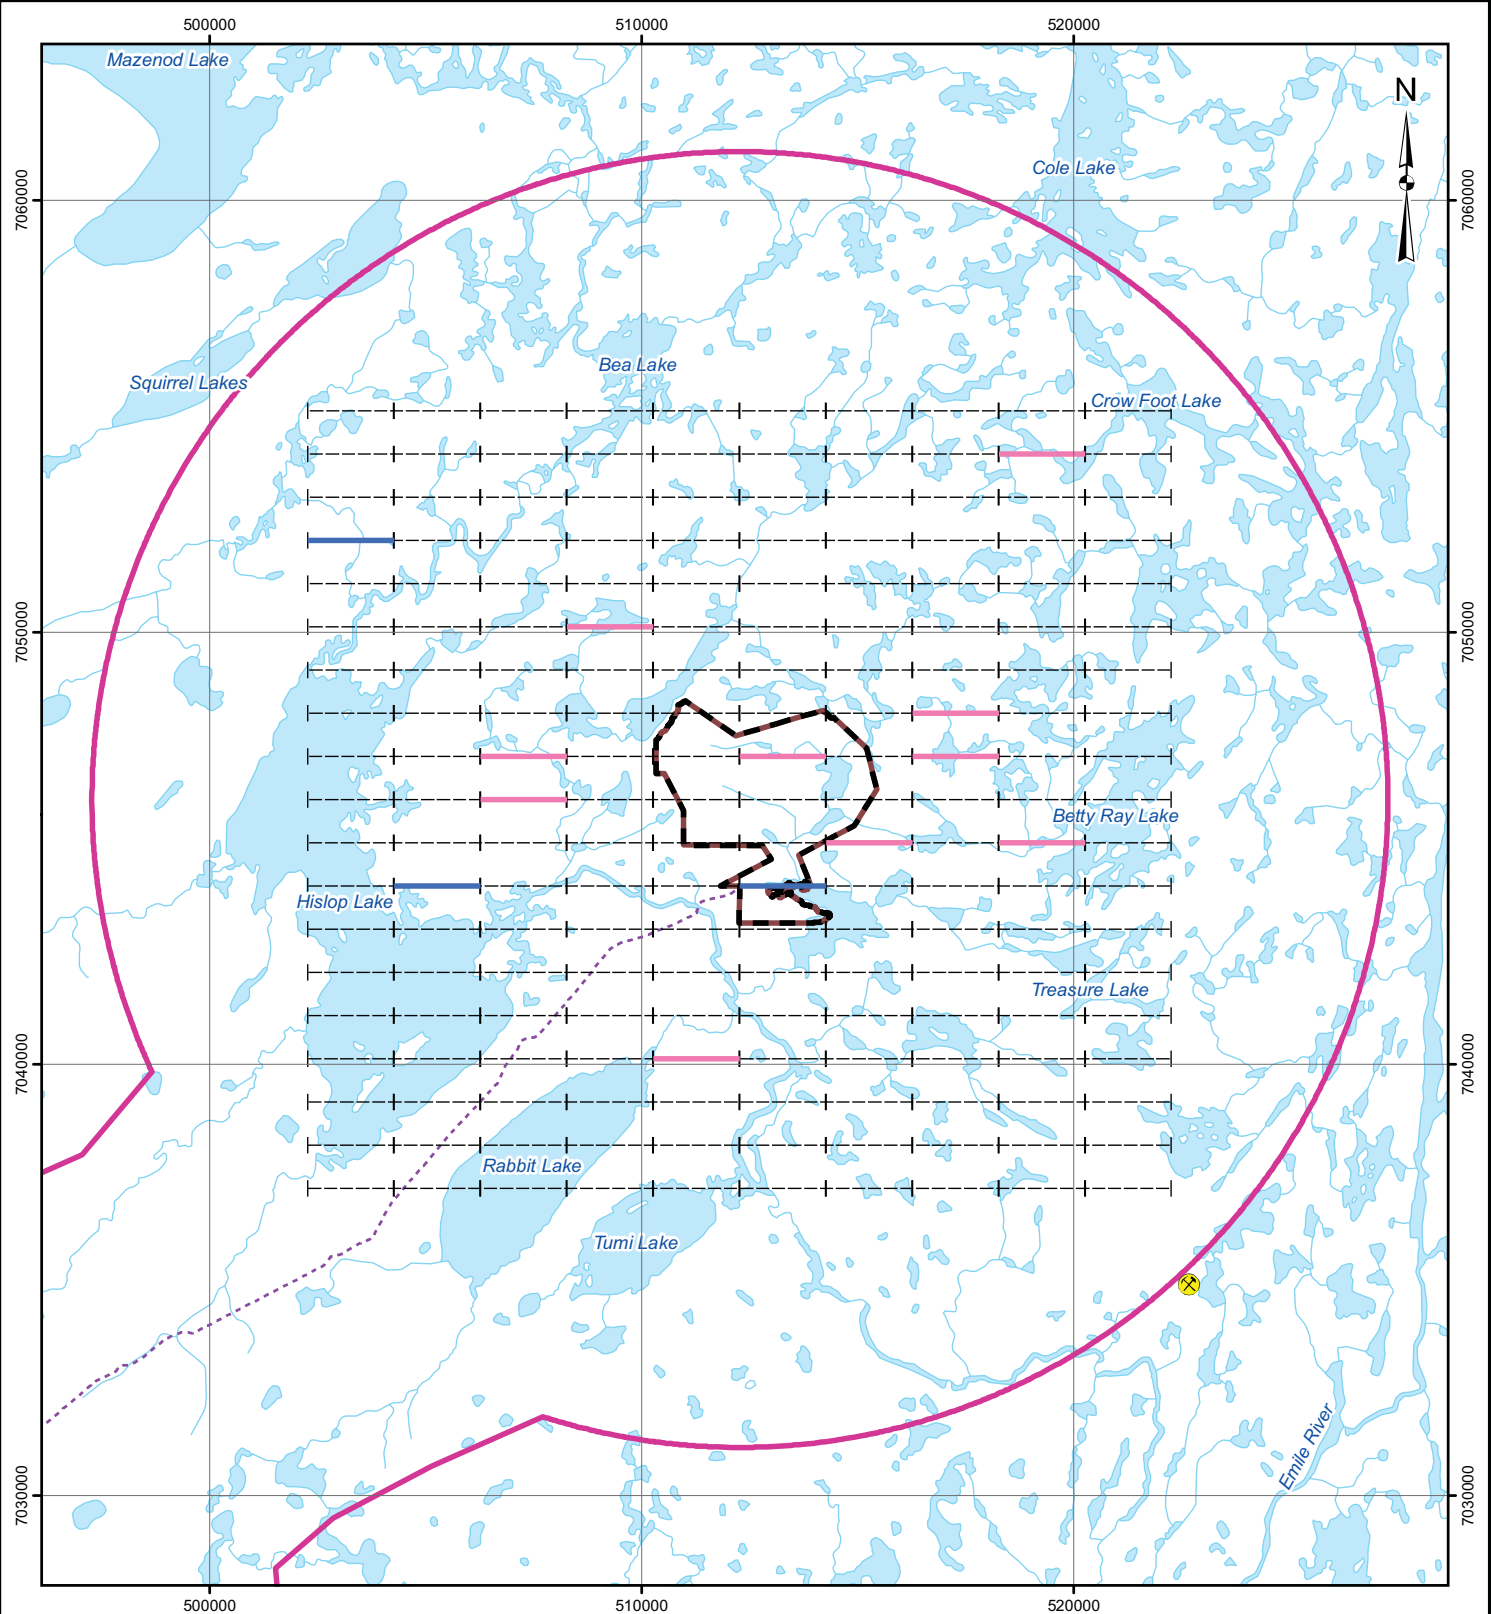 500000
510000
520000
Mazenod Lake
N
Cole Lake
7060000
7060000
Bea Lake
Squirrel Lakes
Crow Foot Lake
7050000
7050000
Betty Ray Lake
Hislop Lake
Treasure Lake
7040000
7040000
Rabbit Lake
Tumi Lake
Emile River
7030000
7030000
500000
510000
520000